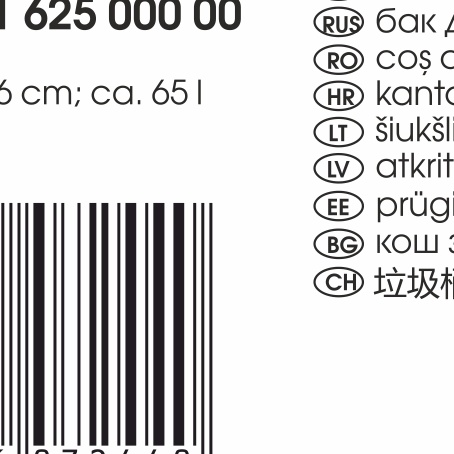 625 000 00
6 cm; ca. 65 l
RUS бак
RO coș
HR kanta
LT šiukšli
LV atkrit
EE prügi
BG кош
CH 垃圾